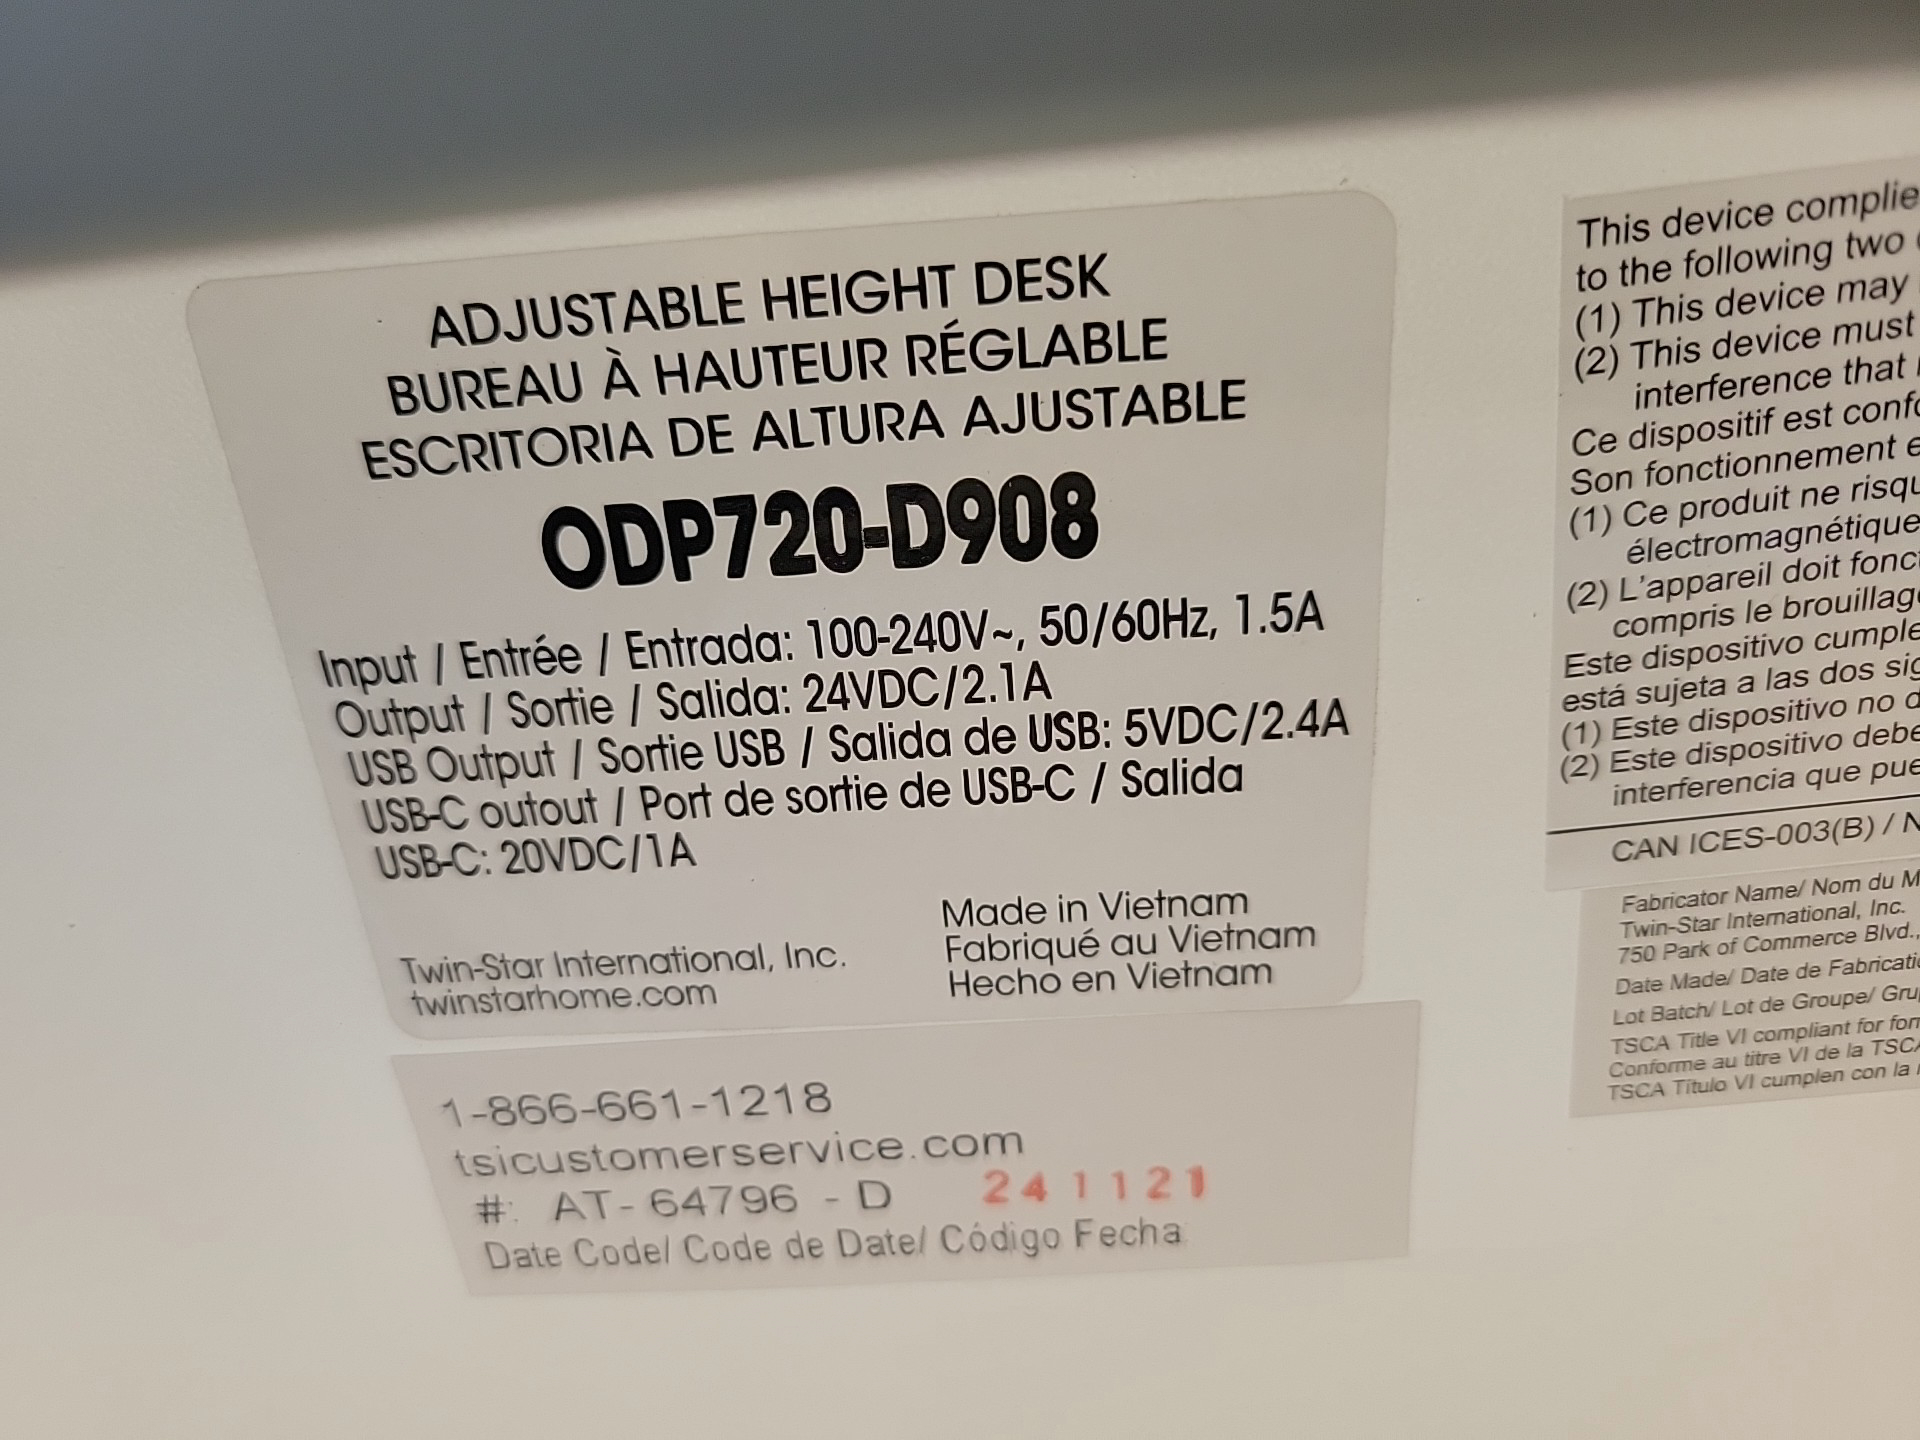 ADJUSTABLE HEIGHT DESK
BUREAU À HAUTEUR RÉGLABLE
ESCRITORIA DE ALTURA AJUSTABLE
ODP720-D908
Input / Entrée / Entrada: 100-240V~, 50/60Hz, 1.5A
Output / Sortie / Salida: 24VDC/2.1A
USB Output / Sortie USB / Salida de USB: 5VDC/2.4A
USB-C outout / Port de sortie de USB-C / Salida
USB-C: 20VDC/1A
Twin-Star International, Inc.
twinstarhome.com
Made in Vietnam
Fabriqué au Vietnam
Hecho en Vietnam
1-866-661-1218
tsicustomerservice.com
#: AT- 64796 - D 241121
Date Code/ Code de Date/ Código Fecha
This device complie
to the following two
(1) This device may
(2) This device must
interference that
Ce dispositif est confo
Son fonctionnement e
(1) Ce produit ne risqu
électromagnétique
(2) L'appareil doit fonc
compris le brouillag
Este dispositivo cumple
está sujeta a las dos sig
(1) Este dispositivo no d
(2) Este dispositivo debe
interferencia que pue
CAN ICES-003(B) / N
Fabricator Name/ Nom du M
Twin-Star International, Inc.
750 Park of Commerce Blvd.,
Date Made/ Date de Fabricati
Lot Batch/ Lot de Groupe/ Gru
TSCA Title VI compliant for for
Conforme au titre VI de la TSCA
TSCA Título VI cumplen con la